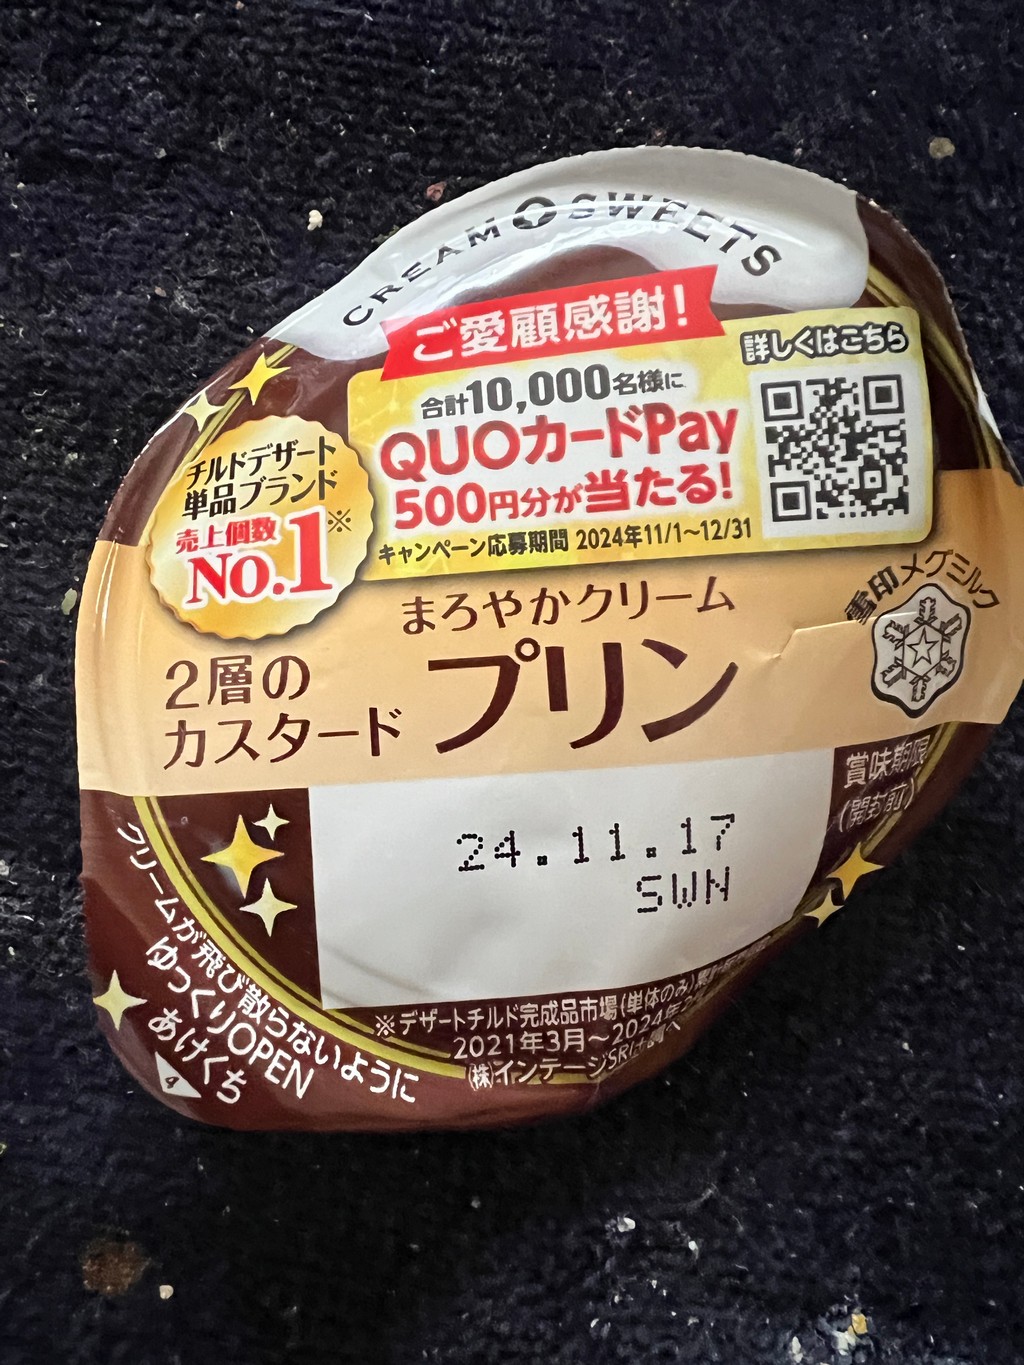 CREAM SWEETS
ご愛顧感謝!
詳しくはこちら
合計10,000名様に
QUOカードPay
500円分が当たる!
キャンペーン応募期間 2024年11/1～12/31
チルドデザート
単品ブランド
売上個数
No.1※
まろやかクリーム
2層の
カスタード
プリン
雪印メグミルク
賞味期限
(開封前)
24.11.17
SWN
クリームが飛び散らないように
ゆっくりOPEN
あけくち
9
※デザートチルド完成品市場(単体のみ)累計
2021年3月～2024年
(株)インテージSRI+調べ